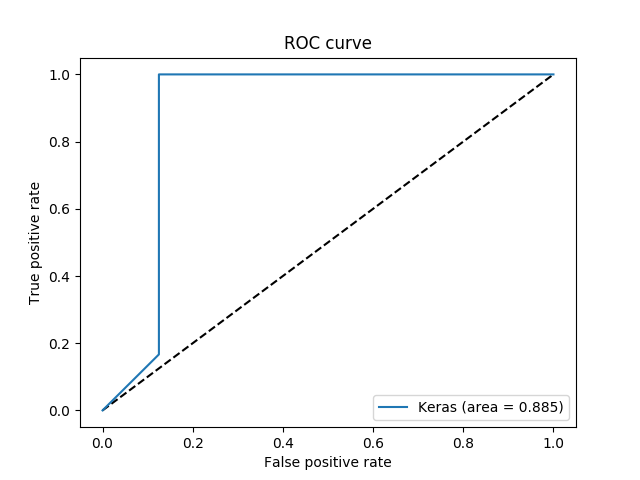 ROC curve
True positive rate
1.0
0.8
0.6
0.4
0.2
0.0
Keras (area = 0.885)
0.0 0.2 0.4 0.6 0.8 1.0
False positive rate